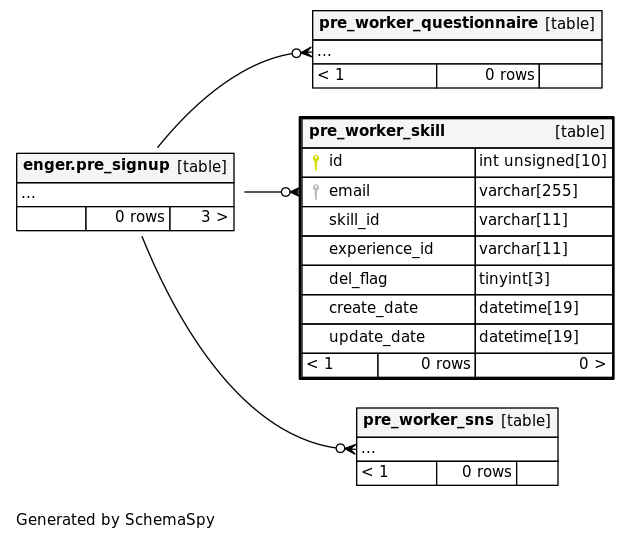 pre_worker_questionnaire [table]
...
< 1 0 rows
pre_worker_skill [table]
id int unsigned[10]
email varchar[255]
skill_id varchar[11]
experience_id varchar[11]
del_flag tinyint[3]
create_date datetime[19]
update_date datetime[19]
< 1 0 rows 0 >
enger.pre_signup [table]
...
0 rows 3 >
pre_worker_sns [table]
...
< 1 0 rows
Generated by SchemaSpy